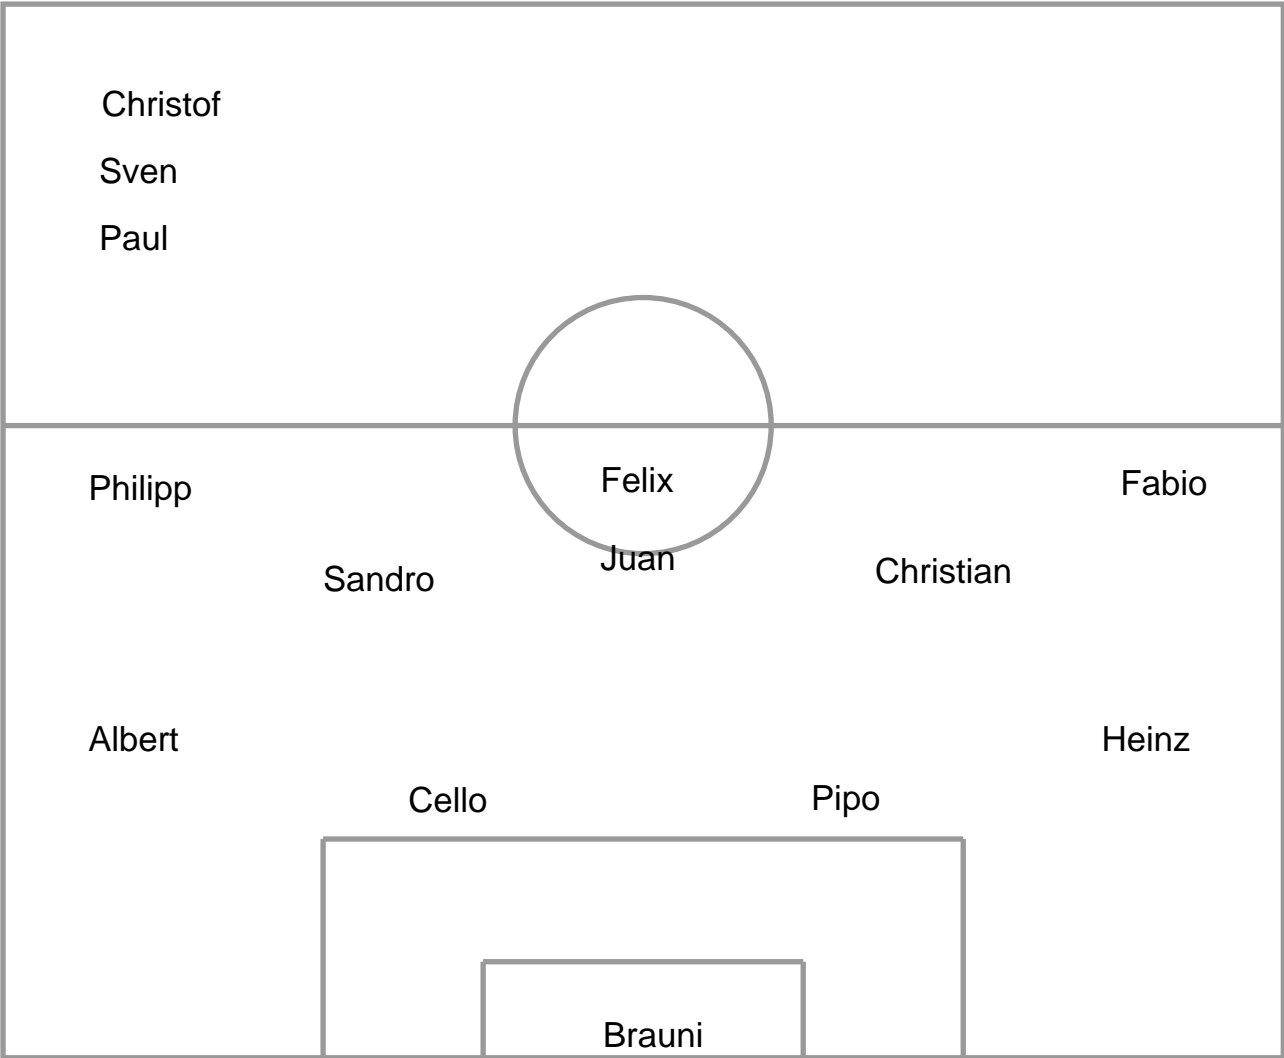 Christof
Sven
Paul
Philipp
Felix
Fabio
Juan
Sandro
Christian
Albert
Heinz
Cello
Pipo
Brauni